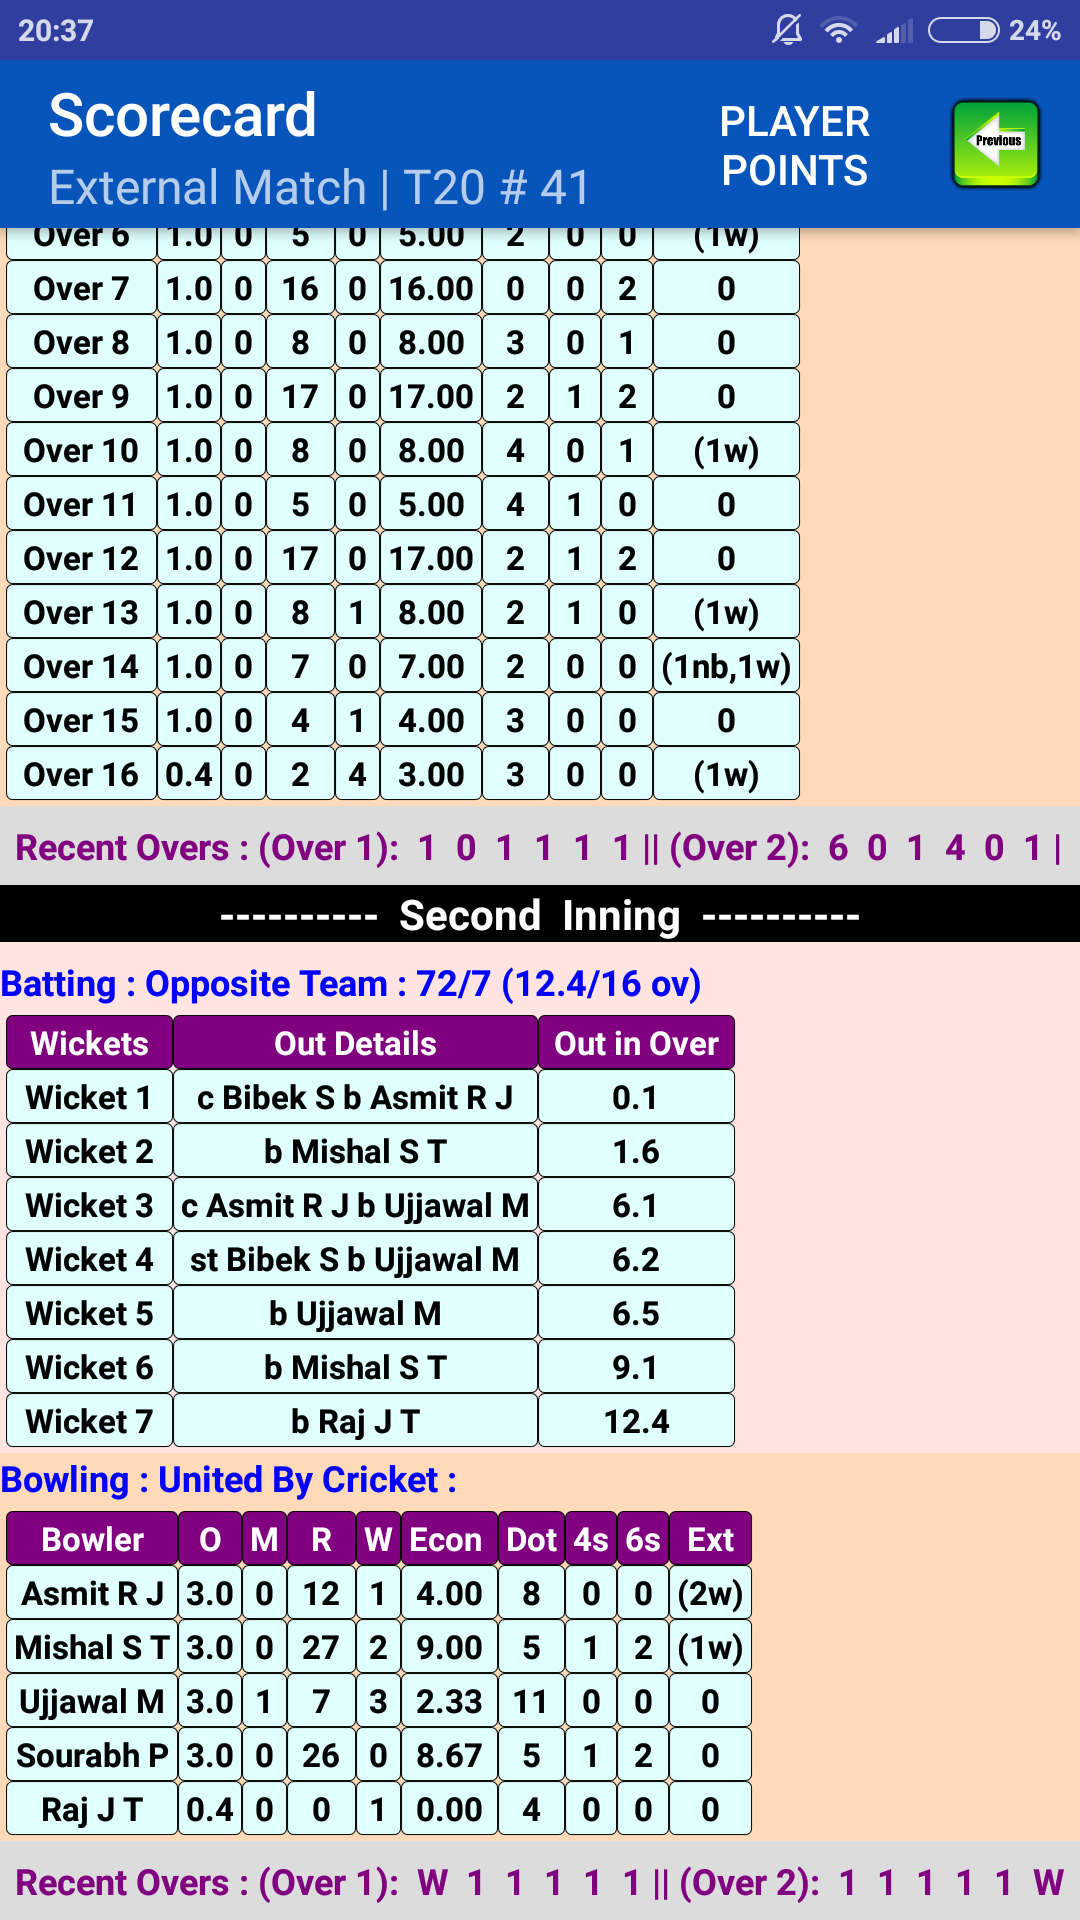 20:37 24%
Scorecard PLAYER POINTS Previous
External Match | T20 # 41
Over 6 1.0 0 5 0 5.00 2 0 0 (1w)
Over 7 1.0 0 16 0 16.00 0 0 2 0
Over 8 1.0 0 8 0 8.00 3 0 1 0
Over 9 1.0 0 17 0 17.00 2 1 2 0
Over 10 1.0 0 8 0 8.00 4 0 1 (1w)
Over 11 1.0 0 5 0 5.00 4 1 0 0
Over 12 1.0 0 17 0 17.00 2 1 2 0
Over 13 1.0 0 8 1 8.00 2 1 0 (1w)
Over 14 1.0 0 7 0 7.00 2 0 0 (1nb,1w)
Over 15 1.0 0 4 1 4.00 3 0 0 0
Over 16 0.4 0 2 4 3.00 3 0 0 (1w)
Recent Overs : (Over 1): 1 0 1 1 1 1 || (Over 2): 6 0 1 4 0 1 |
---------- Second Inning ----------
Batting : Opposite Team : 72/7 (12.4/16 ov)
Wickets Out Details Out in Over
Wicket 1 c Bibek S b Asmit R J 0.1
Wicket 2 b Mishal S T 1.6
Wicket 3 c Asmit R J b Ujjawal M 6.1
Wicket 4 st Bibek S b Ujjawal M 6.2
Wicket 5 b Ujjawal M 6.5
Wicket 6 b Mishal S T 9.1
Wicket 7 b Raj J T 12.4
Bowling : United By Cricket :
Bowler O M R W Econ Dot 4s 6s Ext
Asmit R J 3.0 0 12 1 4.00 8 0 0 (2w)
Mishal S T 3.0 0 27 2 9.00 5 1 2 (1w)
Ujjawal M 3.0 1 7 3 2.33 11 0 0 0
Sourabh P 3.0 0 26 0 8.67 5 1 2 0
Raj J T 0.4 0 0 1 0.00 4 0 0 0
Recent Overs : (Over 1): W 1 1 1 1 1 || (Over 2): 1 1 1 1 1 W